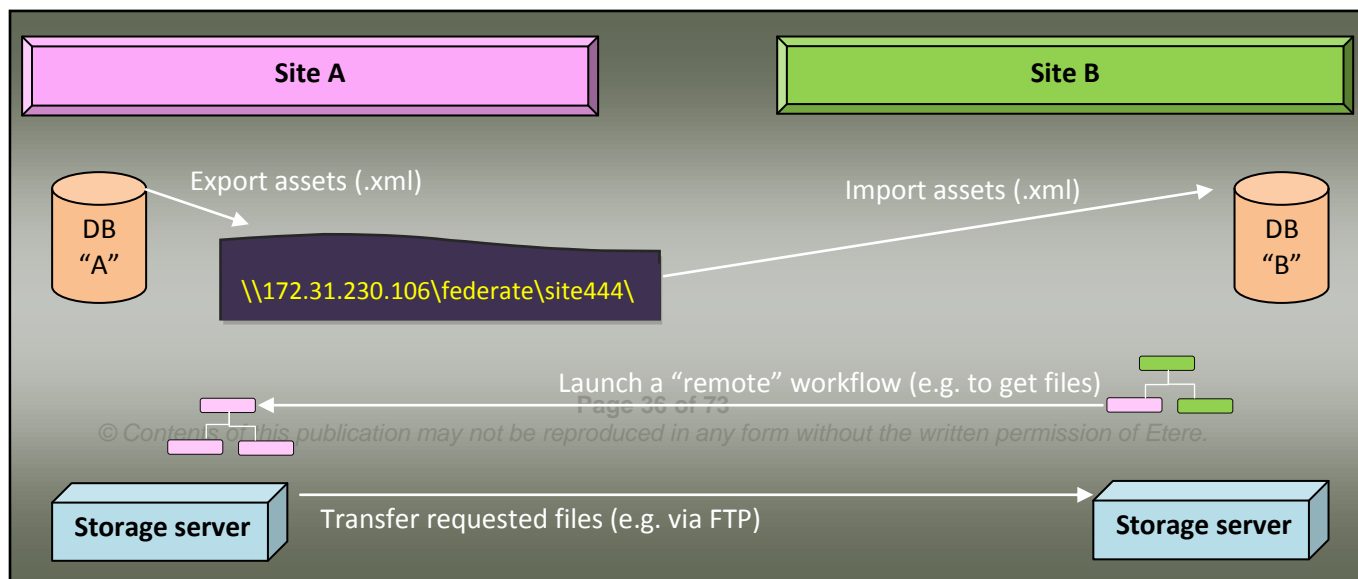 Site A
Site B
Export assets (.xml)
Import assets (.xml)
DB
“A”
DB
“B”
\\172.31.230.106\federate\site444\
Launch a “remote” workflow (e.g. to get files)
Page 36 of 73
© Contents of this publication may not be reproduced in any form without the written permission of Etere.
Storage server
Transfer requested files (e.g. via FTP)
Storage server